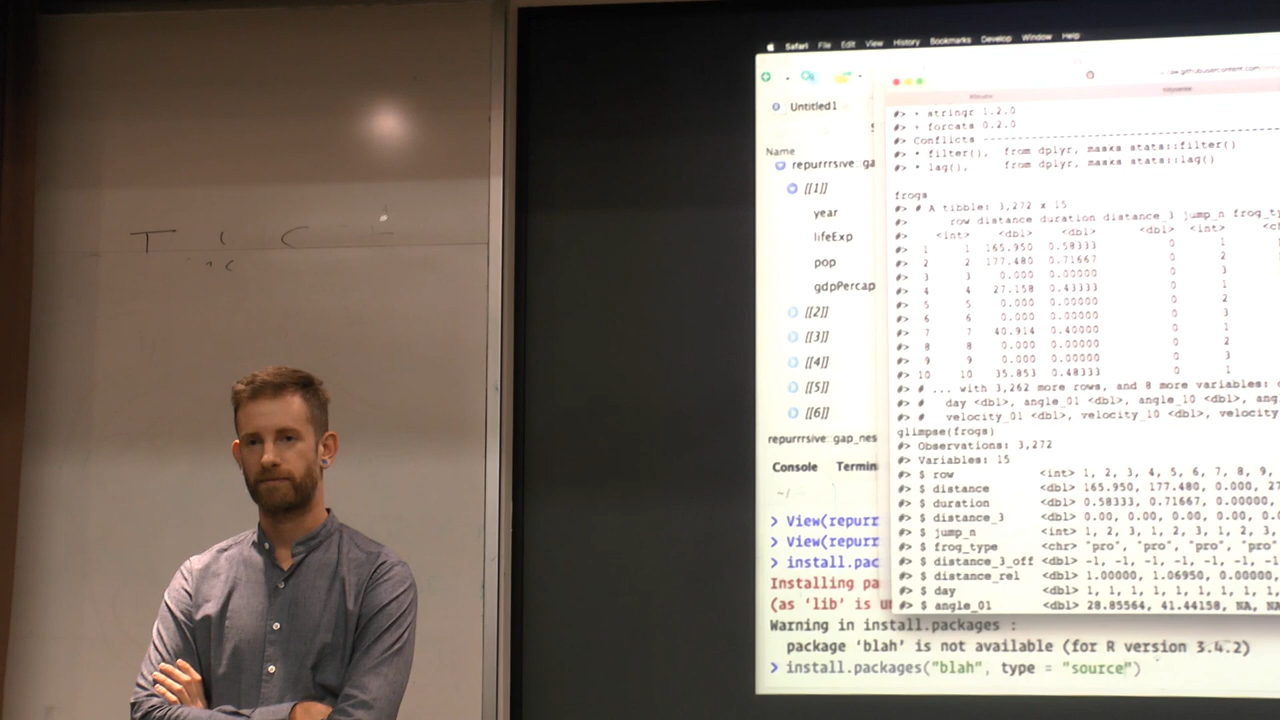 T I C
Safari File Edit View History Bookmarks Develop Window Help
Untitled1
Name
repurrrsive::ga
[[1]]
year
lifeExp
pop
gdpPercap
[[2]]
[[3]]
[[4]]
[[5]]
[[6]]
repurrrsive::gap_nes
Console Termin
~/
> View(repurr
> View(repurr
> install.pac
Installing pa
(as ‘lib’ is u
Warning in install.packages :
package ‘blah’ is not available (for R version 3.4.2)
> install.packages("blah", type = "source")
#> + stringr 1.2.0
#> + forcats 0.2.0
#> Conflicts
#> * filter(), from dplyr, masks stats::filter()
#> * lag(), from dplyr, masks stats::lag()
frogs
#> # A tibble: 3,272 x 15
#> row distance duration distance_3 jump_n frog_ty
#> <int> <dbl> <dbl> <dbl> <int> <ch
#> 1 1 165.950 0.58333 0 1
#> 2 2 177.480 0.71667 0 2
#> 3 3 0.000 0.00000 0 3
#> 4 4 27.158 0.43333 0 1
#> 5 5 0.000 0.00000 0 2
#> 6 6 0.000 0.00000 0 3
#> 7 7 40.914 0.40000 0 1
#> 8 8 0.000 0.00000 0 2
#> 9 9 0.000 0.00000 0 3
#> 10 10 35.853 0.48333 0 1
#> # ... with 3,262 more rows, and 8 more variables:
#> # day <dbl>, angle_01 <dbl>, angle_10 <dbl>, ang
#> # velocity_01 <dbl>, velocity_10 <dbl>, velocity
glimpse(frogs)
#> Observations: 3,272
#> Variables: 15
#> $ row <int> 1, 2, 3, 4, 5, 6, 7, 8, 9,
#> $ distance <dbl> 165.950, 177.480, 0.000, 27
#> $ duration <dbl> 0.58333, 0.71667, 0.00000,
#> $ distance_3 <dbl> 0.00, 0.00, 0.00, 0.00, 0.0
#> $ jump_n <int> 1, 2, 3, 1, 2, 3, 1, 2, 3,
#> $ frog_type <chr> "pro", "pro", "pro", "pro"
#> $ distance_3_off <dbl> -1, -1, -1, -1, -1, -1, -1
#> $ distance_rel <dbl> 1.00000, 1.06950, 0.00000,
#> $ day <dbl> 1, 1, 1, 1, 1, 1, 1, 1, 1,
#> $ angle_01 <dbl> 28.85564, 41.44158, NA, NA